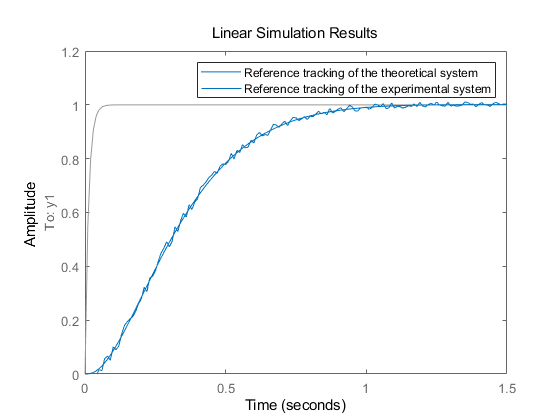 Linear Simulation Results
1.2
Reference tracking of the theoretical system
Reference tracking of the experimental system
1
0.8
0.6
0.4
0.2
0
Amplitude
To: y1
0
0.5
1
1.5
Time (seconds)